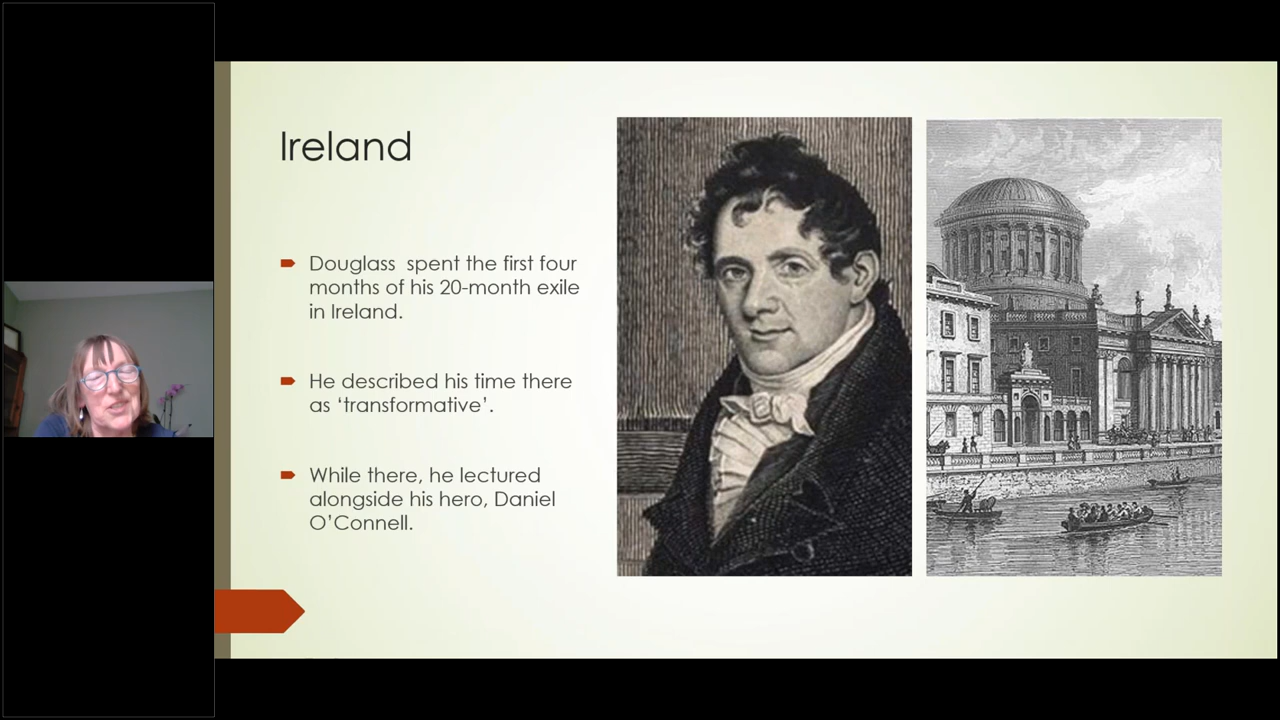 Ireland
Douglass  spent the first four
months of his 20-month exile
in Ireland.
He described his time there
as ‘transformative’.
While there, he lectured
alongside his hero, Daniel
O’Connell.